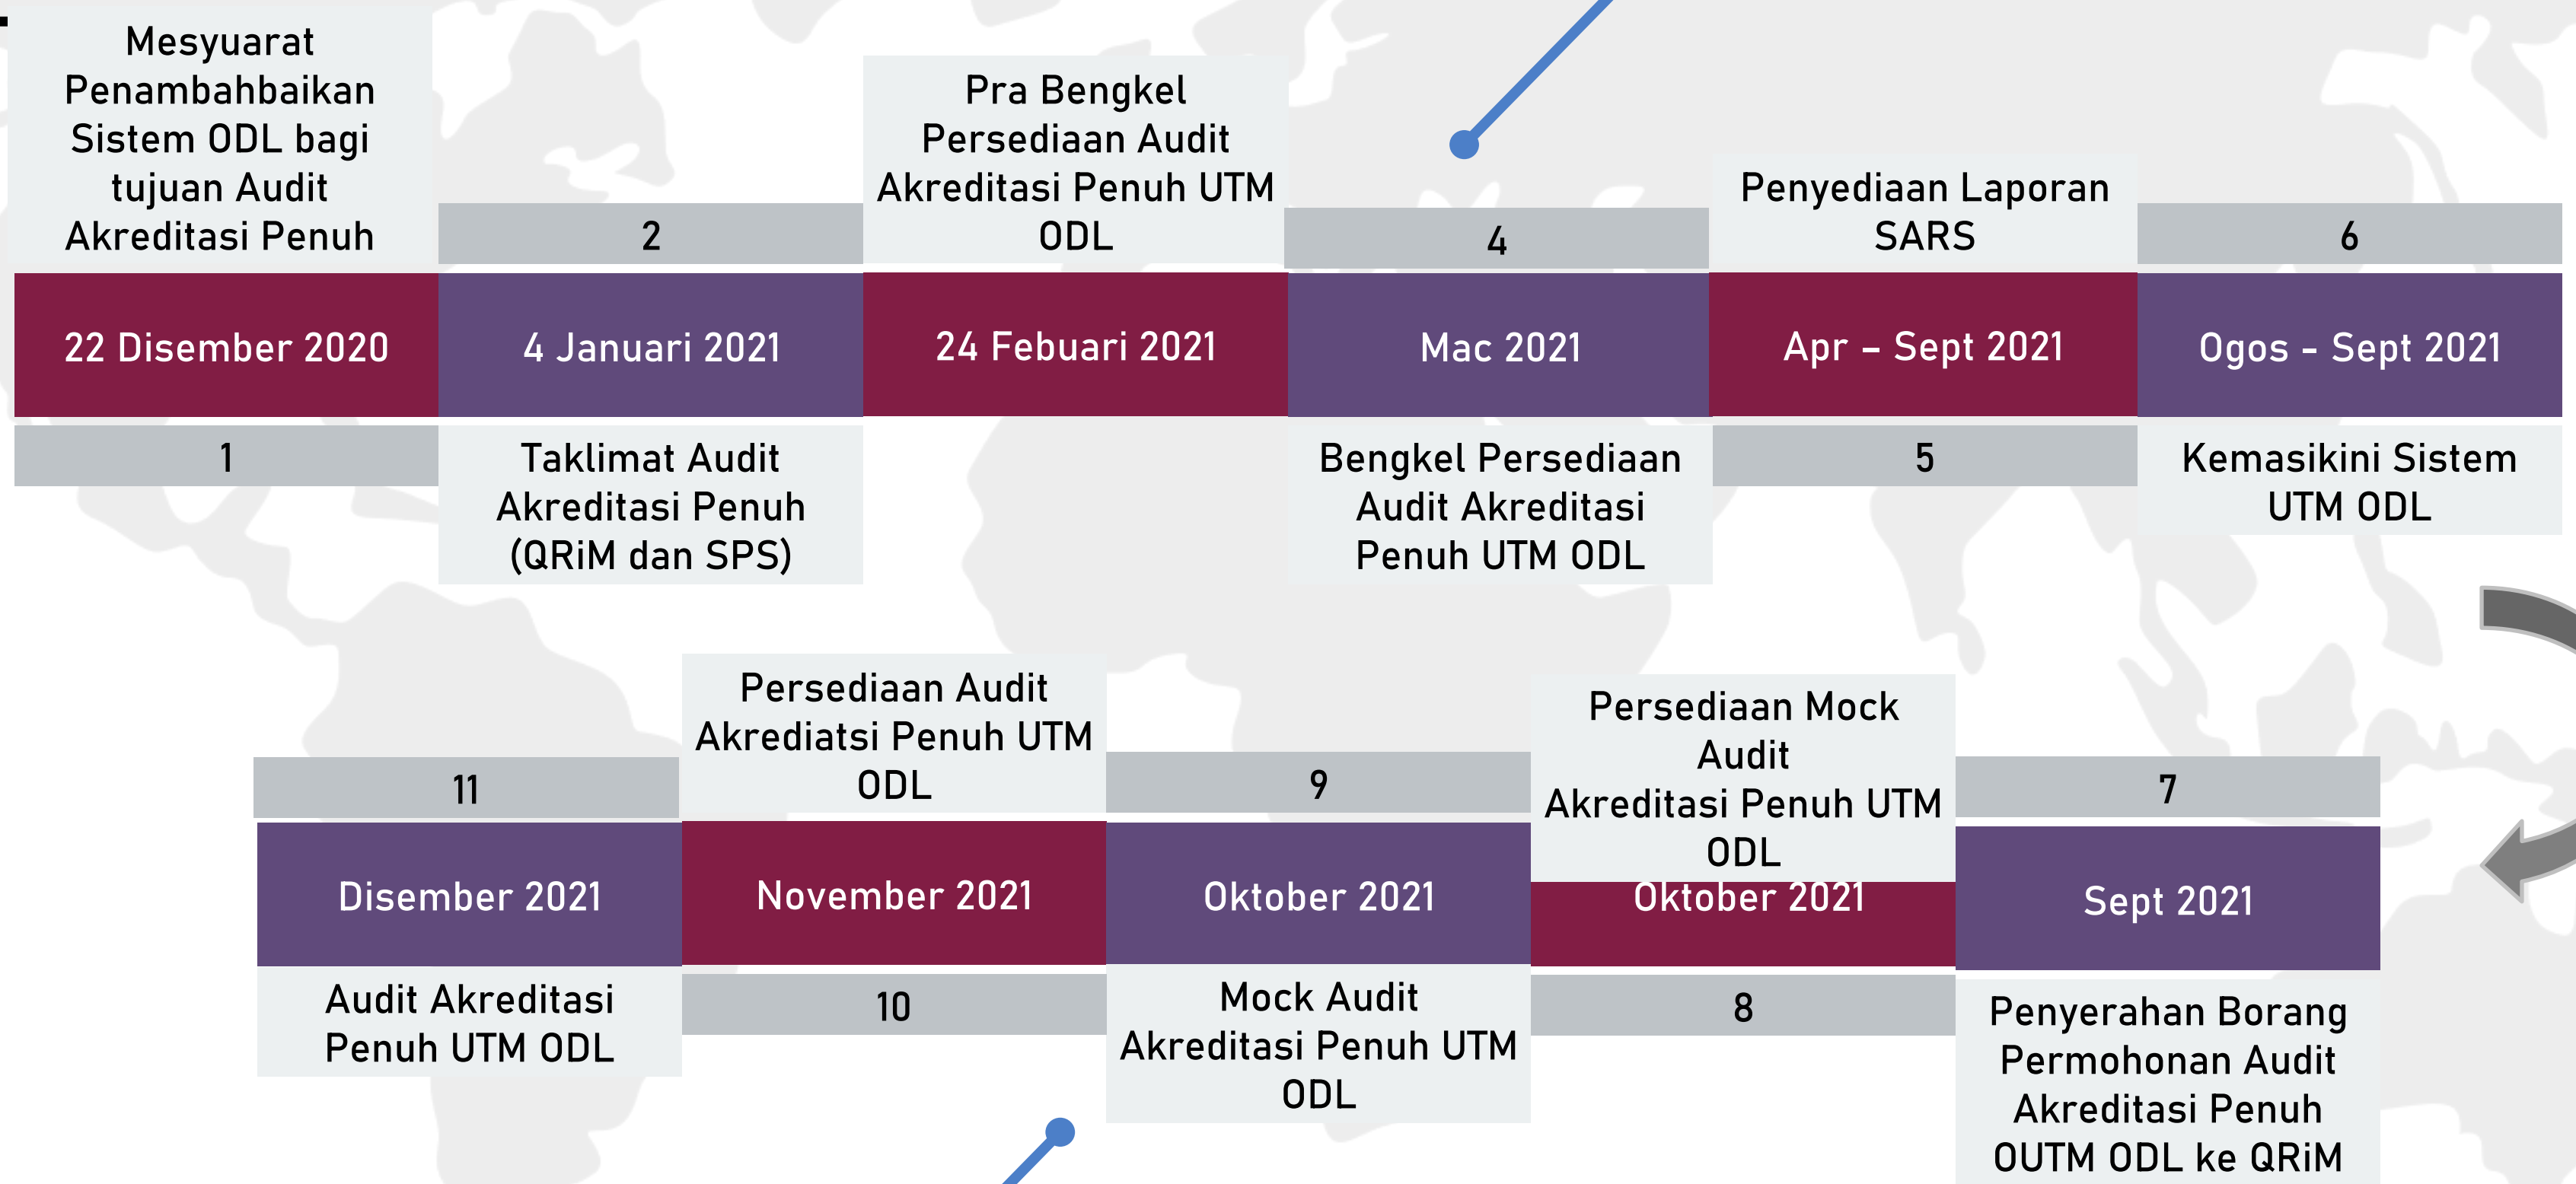 Mesyuarat
Penambahbaikan
Sistem ODL bagi
tujuan Audit
Akreditasi Penuh
22 Disember 2020
1
2
4 Januari 2021
Taklimat Audit
Akreditasi Penuh
(QRiM dan SPS)
Pra Bengkel
Persediaan Audit
Akreditasi Penuh UTM
ODL
24 Febuari 2021
4
Mac 2021
Bengkel Persediaan
Audit Akreditasi
Penuh UTM ODL
Penyediaan Laporan
SARS
Apr – Sept 2021
5
6
Ogos - Sept 2021
Kemasikini Sistem
UTM ODL
7
Sept 2021
Penyerahan Borang
Permohonan Audit
Akreditasi Penuh
OUTM ODL ke QRiM
Persediaan Mock
Audit
Akreditasi Penuh UTM
ODL
Oktober 2021
8
9
Oktober 2021
Mock Audit
Akreditasi Penuh UTM
ODL
Persediaan Audit
Akrediatsi Penuh UTM
ODL
November 2021
10
11
Disember 2021
Audit Akreditasi
Penuh UTM ODL